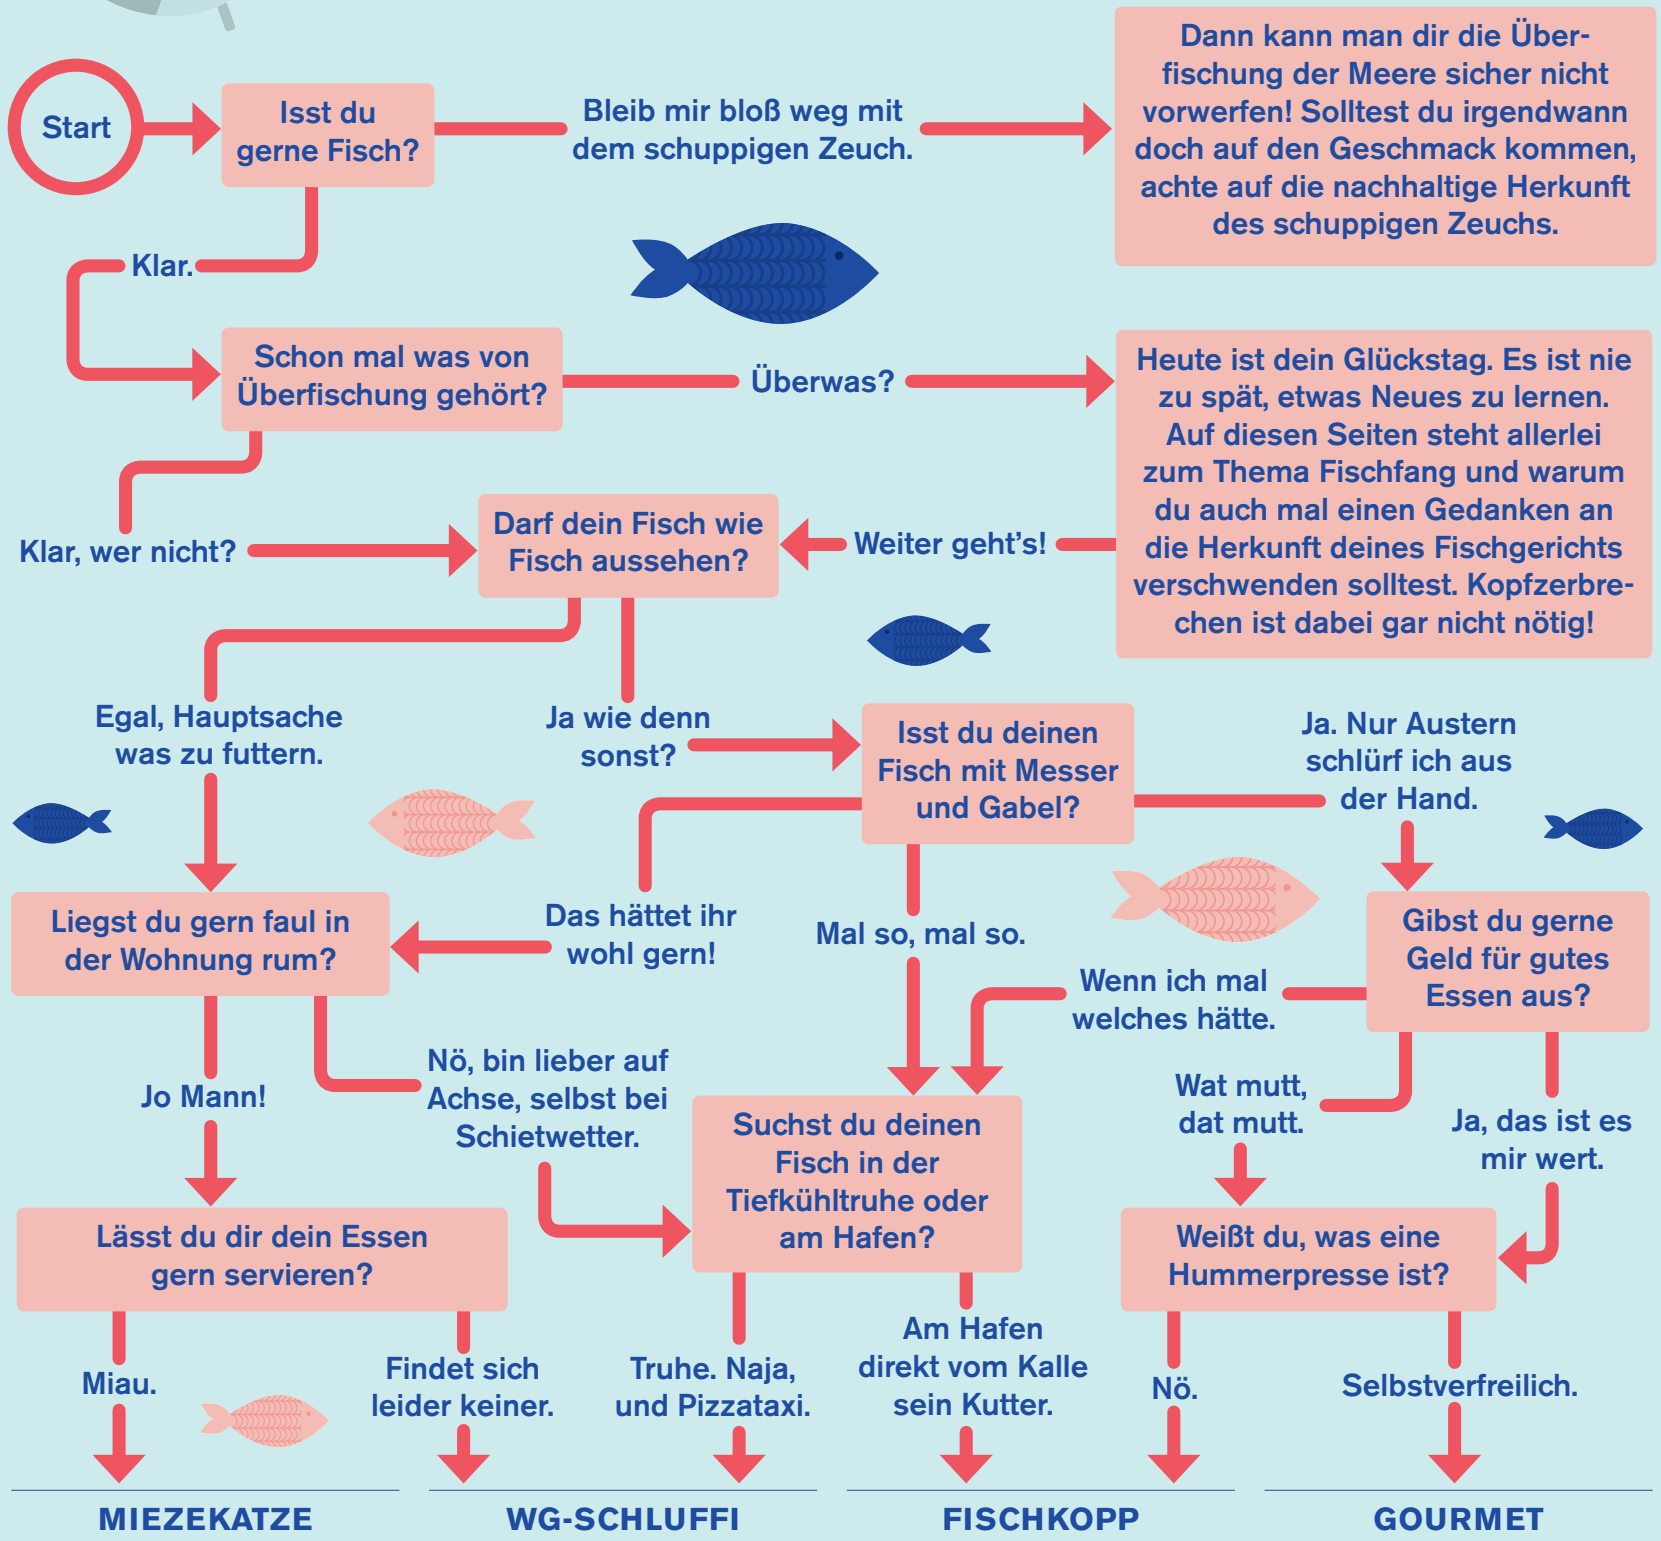 Start
Isst du
gerne Fisch?
Bleib mir bloß weg mit
dem schuppigen Zeuch.
Dann kann man dir die Über-
fischung der Meere sicher nicht
vorwerfen! Solltest du irgendwann
doch auf den Geschmack kommen,
achte auf die nachhaltige Herkunft
des schuppigen Zeuchs.
Klar.
Schon mal was von
Überfischung gehört?
Überwas?
Heute ist dein Glückstag. Es ist nie
zu spät, etwas Neues zu lernen.
Auf diesen Seiten steht allerlei
zum Thema Fischfang und warum
du auch mal einen Gedanken an
die Herkunft deines Fischgerichts
verschwenden solltest. Kopfzerbre-
chen ist dabei gar nicht nötig!
Klar, wer nicht?
Darf dein Fisch wie
Fisch aussehen?
Weiter geht's!
Egal, Hauptsache
was zu futtern.
Ja wie denn
sonst?
Isst du deinen
Fisch mit Messer
und Gabel?
Ja. Nur Austern
schlürf ich aus
der Hand.
Liegst du gern faul in
der Wohnung rum?
Das hättet ihr
wohl gern!
Mal so, mal so.
Wenn ich mal
welches hätte.
Gibst du gerne
Geld für gutes
Essen aus?
Jo Mann!
Nö, bin lieber auf
Achse, selbst bei
Schietwetter.
Suchst du deinen
Fisch in der
Tiefkühltruhe oder
am Hafen?
Wat mutt,
dat mutt.
Ja, das ist es
mir wert.
Lässt du dir dein Essen
gern servieren?
Weißt du, was eine
Hummerpresse ist?
Miau.
Findet sich
leider keiner.
Truhe. Naja,
und Pizzataxi.
Am Hafen
direkt vom Kalle
sein Kutter.
Nö.
Selbstverfreilich.
MIEZEKATZE
WG-SCHLUFFI
FISCHKOPP
GOURMET